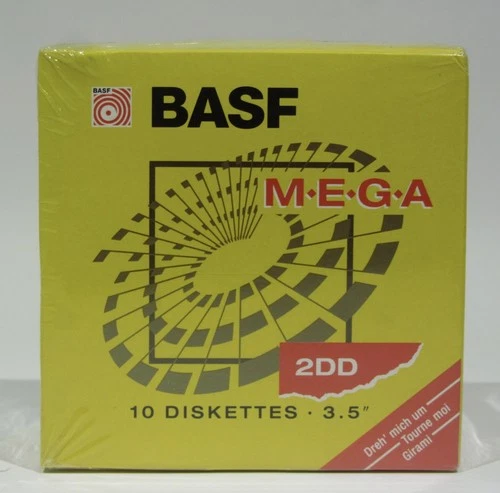 BASF
BASF
M·E·G·A
2DD
10 DISKETTES · 3.5"
Dreh' mich um
Tourne moi
Girami